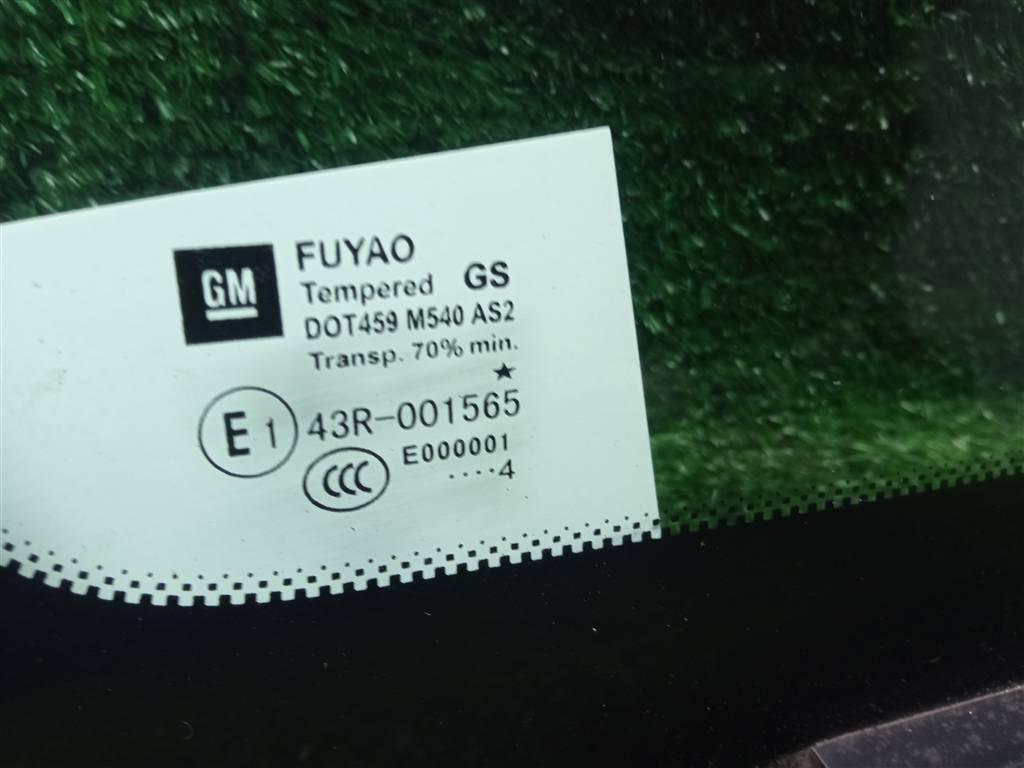 GM
FUYAO
Tempered GS
DOT459 M540 AS2
Transp. 70% min.
★
E1 43R-001565
CCC E000001
····4